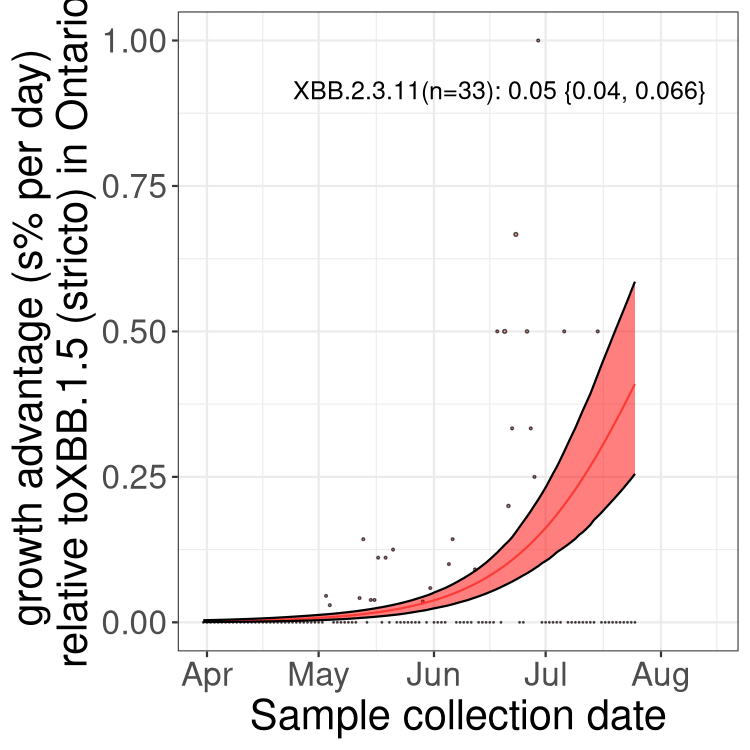 growth advantage (s% per day)
relative toXBB.1.5 (stricto) in Ontario
1.00
0.75
0.50
0.25
0.00
XBB.2.3.11(n=33): 0.05 {0.04, 0.066}
Apr May Jun Jul Aug
Sample collection date